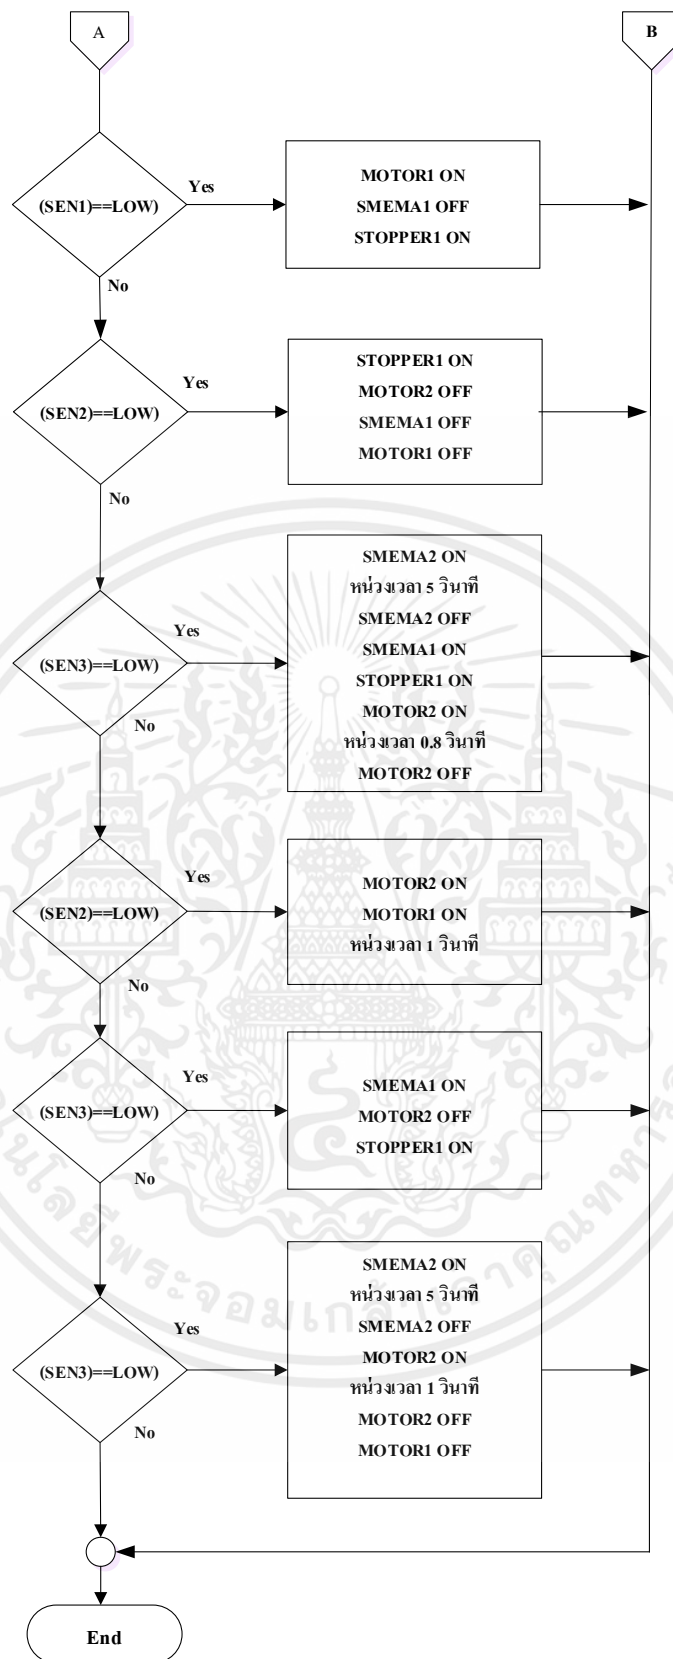 A
B
(SEN1)==LOW)
Yes
MOTOR1 ON
SMEMA1 OFF
STOPPER1 ON
No
(SEN2)==LOW)
Yes
STOPPER1 ON
MOTOR2 OFF
SMEMA1 OFF
MOTOR1 OFF
No
(SEN3)==LOW)
Yes
SMEMA2 ON
หน่วงเวลา 5 วินาที
SMEMA2 OFF
SMEMA1 ON
STOPPER1 ON
MOTOR2 ON
หน่วงเวลา 0.8 วินาที
MOTOR2 OFF
No
(SEN2)==LOW)
Yes
MOTOR2 ON
MOTOR1 ON
หน่วงเวลา 1 วินาที
No
(SEN3)==LOW)
Yes
SMEMA1 ON
MOTOR2 OFF
STOPPER1 ON
No
(SEN3)==LOW)
Yes
SMEMA2 ON
หน่วงเวลา 5 วินาที
SMEMA2 OFF
MOTOR2 ON
หน่วงเวลา 1 วินาที
MOTOR2 OFF
MOTOR1 OFF
No
End